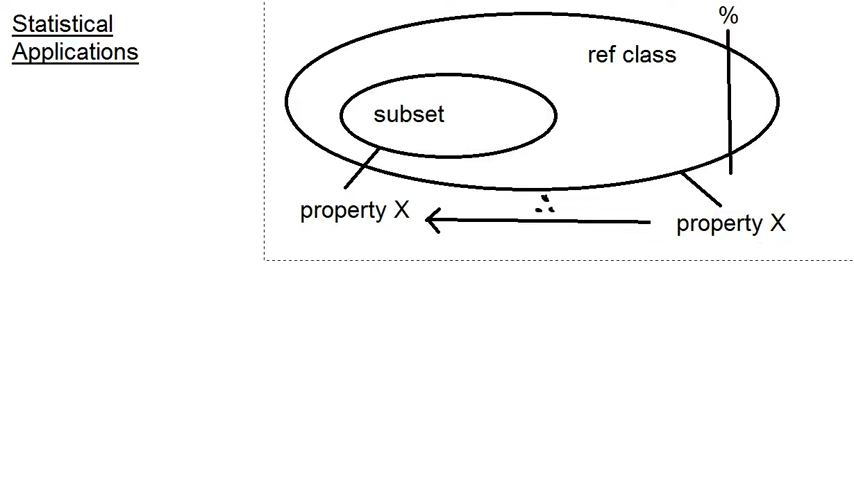 Statistical
Applications
%
ref class
subset
property X
property X